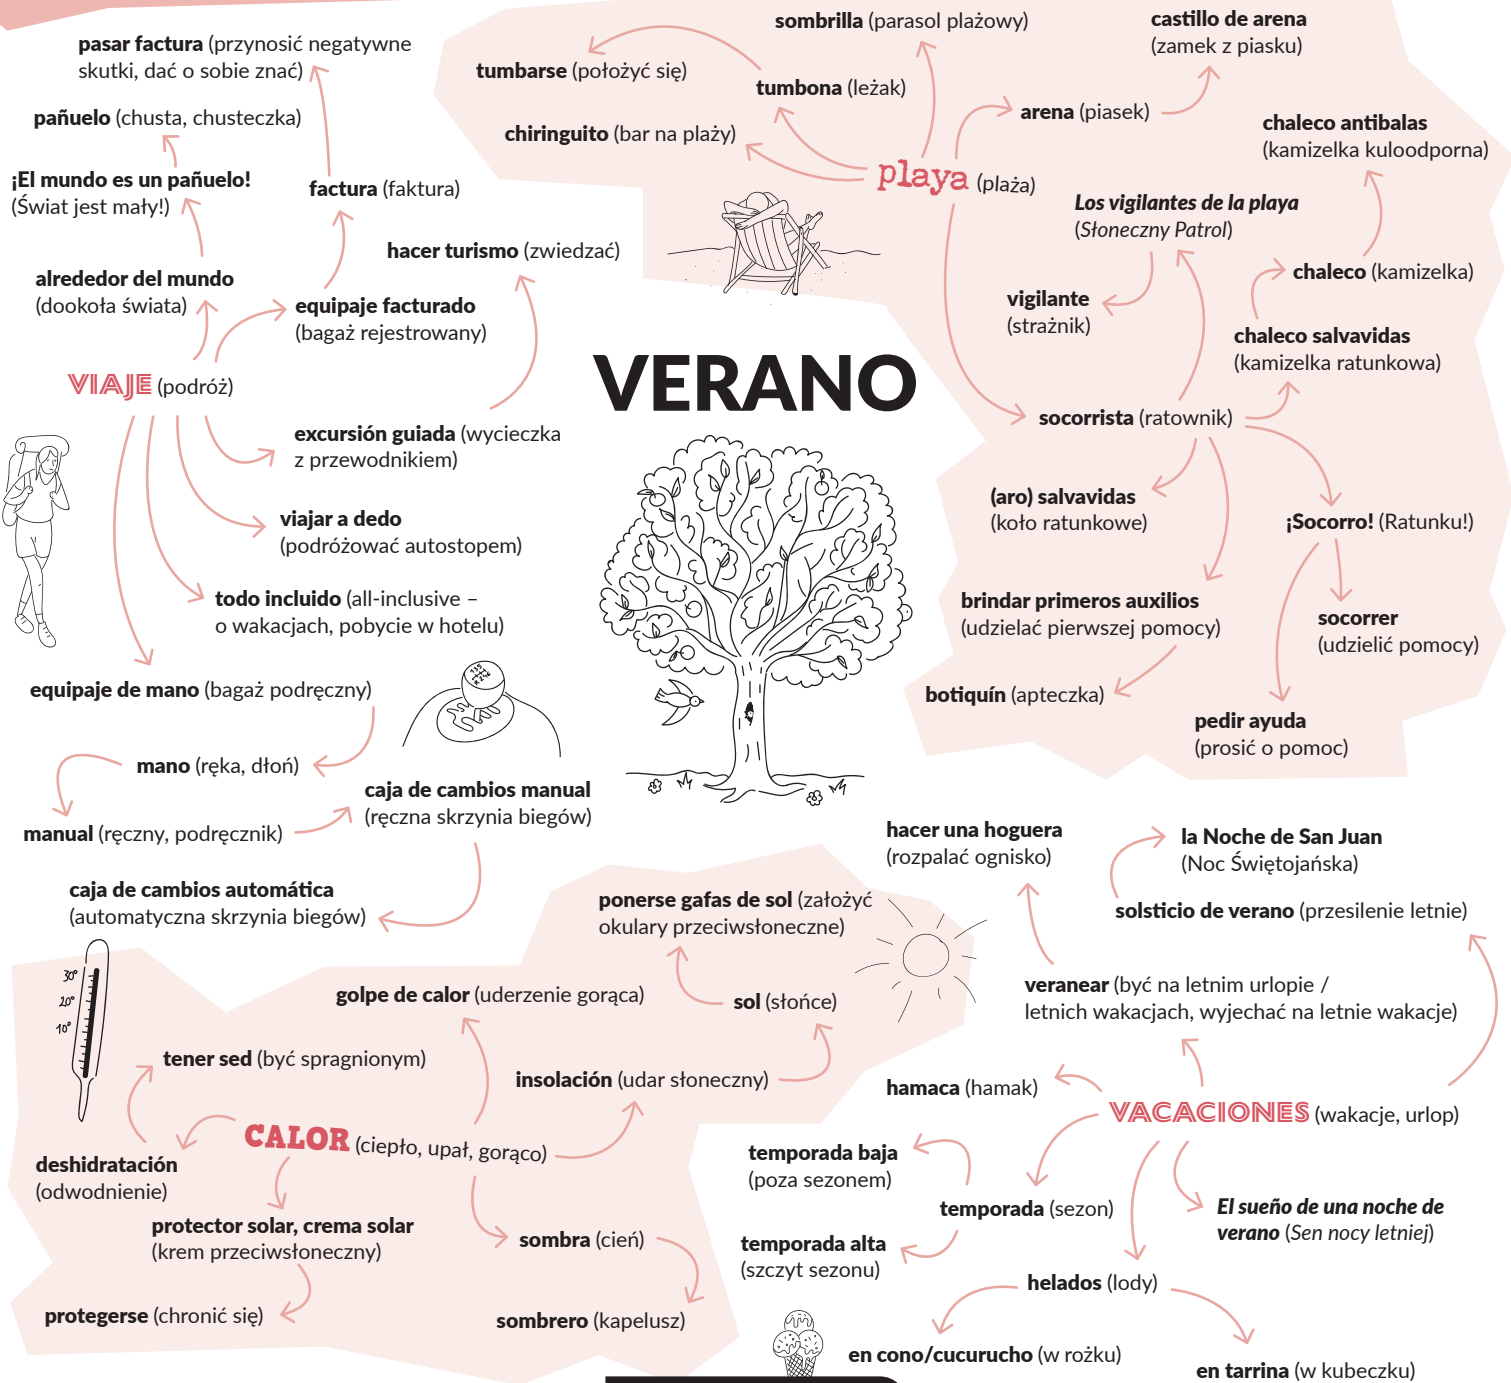 pasar factura (przynosić negatywne
skutki, dać o sobie znać)
pañuelo (chusta, chusteczka)
¡El mundo es un pañuelo!
(Świat jest mały!)
factura (faktura)
hacer turismo (zwiedzać)
alrededor del mundo
(dookoła świata)
equipaje facturado
(bagaż rejestrowany)
VIAJE (podróż)
excursión guiada (wycieczka
z przewodnikiem)
viajar a dedo
(podróżować autostopem)
todo incluido (all-inclusive –
o wakacjach, pobycie w hotelu)
equipaje de mano (bagaż podręczny)
mano (ręka, dłoń)
manual (ręczny, podręcznik)
caja de cambios manual
(ręczna skrzynia biegów)
caja de cambios automática
(automatyczna skrzynia biegów)
VERANO
sombrilla (parasol plażowy)
tumbarse (położyć się)
tumbona (leżak)
chiringuito (bar na plaży)
playa (plaża)
castillo de arena
(zamek z piasku)
arena (piasek)
chaleco antibalas
(kamizelka kuloodporna)
Los vigilantes de la playa
(Słoneczny Patrol)
chaleco (kamizelka)
vigilante
(strażnik)
chaleco salvavidas
(kamizelka ratunkowa)
socorrista (ratownik)
(aro) salvavidas
(koło ratunkowe)
¡Socorro! (Ratunku!)
brindar primeros auxilios
(udzielać pierwszej pomocy)
socorrer
(udzielić pomocy)
botiquín (apteczka)
pedir ayuda
(prosić o pomoc)
30°
20°
10°
ponerse gafas de sol (założyć
okulary przeciwsłoneczne)
golpe de calor (uderzenie gorąca)
sol (słońce)
tener sed (być spragnionym)
insolación (udar słoneczny)
CALOR (ciepło, upał, gorąco)
deshidratación
(odwodnienie)
protector solar, crema solar
(krem przeciwsłoneczny)
sombra (cień)
protegerse (chronić się)
sombrero (kapelusz)
hacer una hoguera
(rozpalać ognisko)
la Noche de San Juan
(Noc Świętojańska)
solsticio de verano (przesilenie letnie)
veranear (być na letnim urlopie /
letnich wakacjach, wyjechać na letnie wakacje)
hamaca (hamak)
VACACIONES (wakacje, urlop)
temporada baja
(poza sezonem)
temporada (sezon)
El sueño de una noche de
verano (Sen nocy letniej)
temporada alta
(szczyt sezonu)
helados (lody)
en cono/cucurucho (w rożku)
en tarrina (w kubeczku)